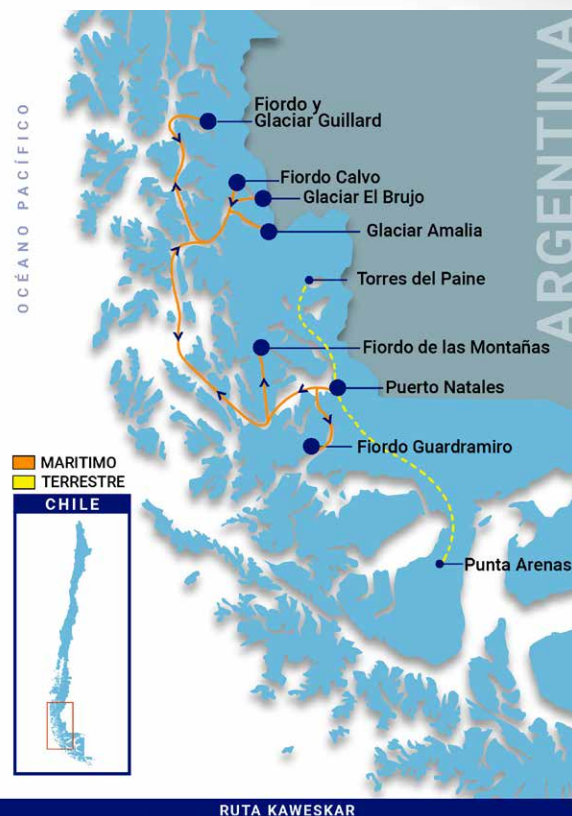 ARGENTINA
OCÉANO PACÍFICO
Fiordo y
Glaciar Guillard
Fiordo Calvo
Glaciar El Brujo
Glaciar Amalia
Torres del Paine
Fiordo de las Montañas
Puerto Natales
Fiordo Guardramiro
MARITIMO
TERRESTRE
CHILE
Punta Arenas
RUTA KAWESKAR